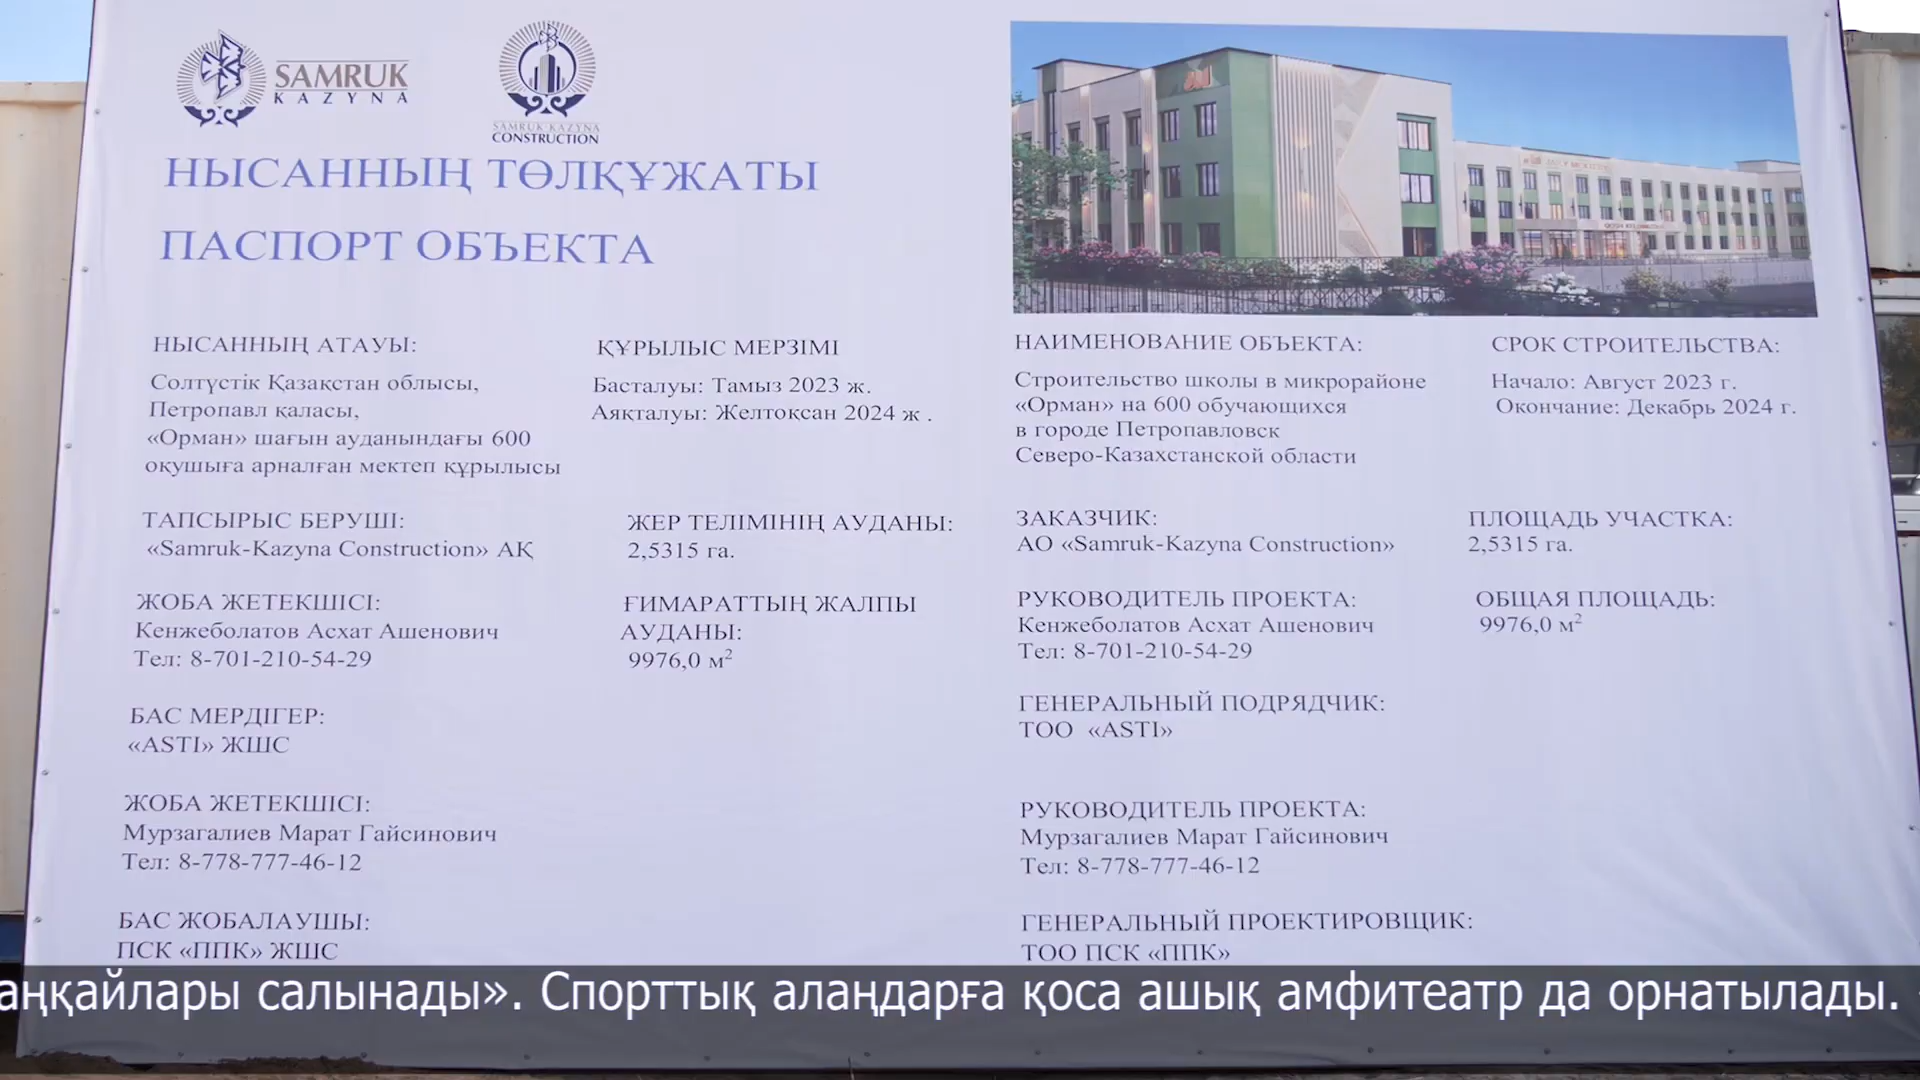 SAMRUK
KAZYNA
SAMRUK KAZYNA
CONSTRUCTION
НЫСАННЫҢ ТӨЛҚҰЖАТЫ
ПАСПОРТ ОБЪЕКТА
НЫСАННЫҢ АТАУЫ:
Солтүстік Қазақстан облысы,
Петропавл қаласы,
«Орман» шағын ауданындағы 600
оқушыға арналған мектеп құрылысы
ҚҰРЫЛЫС МЕРЗІМІ
Басталуы: Тамыз 2023 ж.
Аяқталуы: Желтоқсан 2024 ж .
ТАПСЫРЫС БЕРУШІ:
«Samruk-Kazyna Construction» АҚ
ЖЕР ТЕЛІМІНІҢ АУДАНЫ:
2,5315 га.
ЖОБА ЖЕТЕКШІСІ:
Кенжеболатов Асхат Ашенович
Тел: 8-701-210-54-29
ҒИМАРАТТЫҢ ЖАЛПЫ
АУДАНЫ:
9976,0 м²
БАС МЕРДІГЕР:
«ASTI» ЖШС
ЖОБА ЖЕТЕКШІСІ:
Мурзагалиев Марат Гайсинович
Тел: 8-778-777-46-12
БАС ЖОБАЛАУШЫ:
ПСК «ППК» ЖШС
НАИМЕНОВАНИЕ ОБЪЕКТА:
Строительство школы в микрорайоне
«Орман» на 600 обучающихся
в городе Петропавловск
Северо-Казахстанской области
СРОК СТРОИТЕЛЬСТВА:
Начало: Август 2023 г.
Окончание: Декабрь 2024 г.
ЗАКАЗЧИК:
АО «Samruk-Kazyna Construction»
ПЛОЩАДЬ УЧАСТКА:
2,5315 га.
РУКОВОДИТЕЛЬ ПРОЕКТА:
Кенжеболатов Асхат Ашенович
Тел: 8-701-210-54-29
ОБЩАЯ ПЛОЩАДЬ:
9976,0 м²
ГЕНЕРАЛЬНЫЙ ПОДРЯДЧИК:
ТОО «ASTI»
РУКОВОДИТЕЛЬ ПРОЕКТА:
Мурзагалиев Марат Гайсинович
Тел: 8-778-777-46-12
ГЕНЕРАЛЬНЫЙ ПРОЕКТИРОВЩИК:
ТОО ПСК «ППК»
аңқайлары салынады». Спорттық алаңдарға қоса ашық амфитеатр да орнатылады.